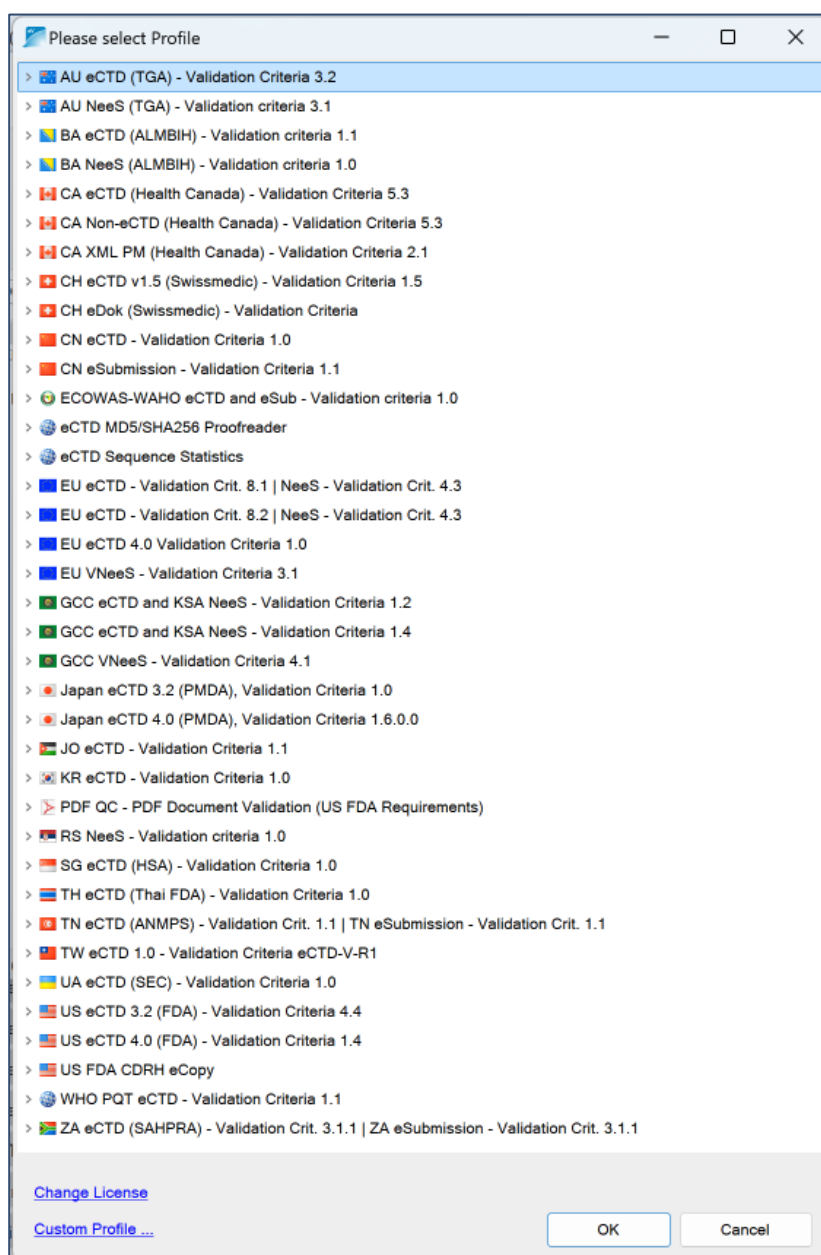 Please select Profile
AU eCTD (TGA) - Validation Criteria 3.2
AU NeeS (TGA) - Validation criteria 3.1
BA eCTD (ALMBIH) - Validation criteria 1.1
BA NeeS (ALMBIH) - Validation criteria 1.0
CA eCTD (Health Canada) - Validation Criteria 5.3
CA Non-eCTD (Health Canada) - Validation Criteria 5.3
CA XML PM (Health Canada) - Validation Criteria 2.1
CH eCTD v1.5 (Swissmedic) - Validation Criteria 1.5
CH eDok (Swissmedic) - Validation Criteria
CN eCTD - Validation Criteria 1.0
CN eSubmission - Validation Criteria 1.1
ECOWAS-WAHO eCTD and eSub - Validation criteria 1.0
eCTD MD5/SHA256 Proofreader
eCTD Sequence Statistics
EU eCTD - Validation Crit. 8.1 | NeeS - Validation Crit. 4.3
EU eCTD - Validation Crit. 8.2 | NeeS - Validation Crit. 4.3
EU eCTD 4.0 Validation Criteria 1.0
EU VNeeS - Validation Criteria 3.1
GCC eCTD and KSA NeeS - Validation Criteria 1.2
GCC eCTD and KSA NeeS - Validation Criteria 1.4
GCC VNeeS - Validation Criteria 4.1
Japan eCTD 3.2 (PMDA), Validation Criteria 1.0
Japan eCTD 4.0 (PMDA), Validation Criteria 1.6.0.0
JO eCTD - Validation Criteria 1.1
KR eCTD - Validation Criteria 1.0
PDF QC - PDF Document Validation (US FDA Requirements)
RS NeeS - Validation criteria 1.0
SG eCTD (HSA) - Validation Criteria 1.0
TH eCTD (Thai FDA) - Validation Criteria 1.0
TN eCTD (ANMPS) - Validation Crit. 1.1 | TN eSubmission - Validation Crit. 1.1
TW eCTD 1.0 - Validation Criteria eCTD-V-R1
UA eCTD (SEC) - Validation Criteria 1.0
US eCTD 3.2 (FDA) - Validation Criteria 4.4
US eCTD 4.0 (FDA) - Validation Criteria 1.4
US FDA CDRH eCopy
WHO PQT eCTD - Validation Criteria 1.1
ZA eCTD (SAHPRA) - Validation Crit. 3.1.1 | ZA eSubmission - Validation Crit. 3.1.1
Change License
Custom Profile ...
OK
Cancel